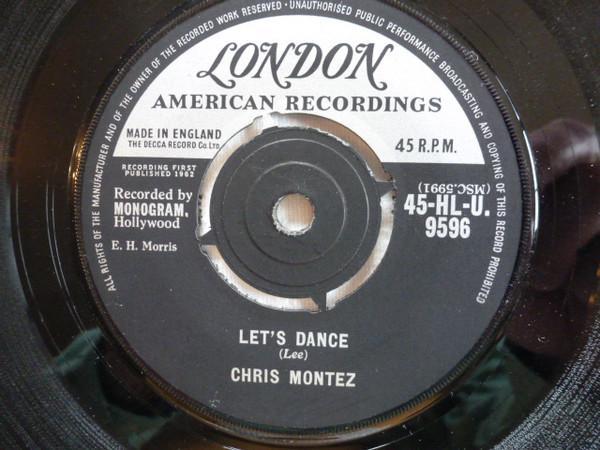 ALL RIGHTS OF THE MANUFACTURER AND OF THE OWNER OF THE RECORDED WORK RESERVED · UNAUTHORISED PUBLIC PERFORMANCE BROADCASTING AND COPYING OF THIS RECORD PROHIBITED
LONDON
AMERICAN RECORDINGS
MADE IN ENGLAND
THE DECCA RECORD Co. LTD.
45 R.P.M.
RECORDING FIRST
PUBLISHED 1962
Recorded by
MONOGRAM,
Hollywood
E. H. Morris
(MSC.5991)
45-HL-U.
9596
LET'S DANCE
(Lee)
CHRIS MONTEZ